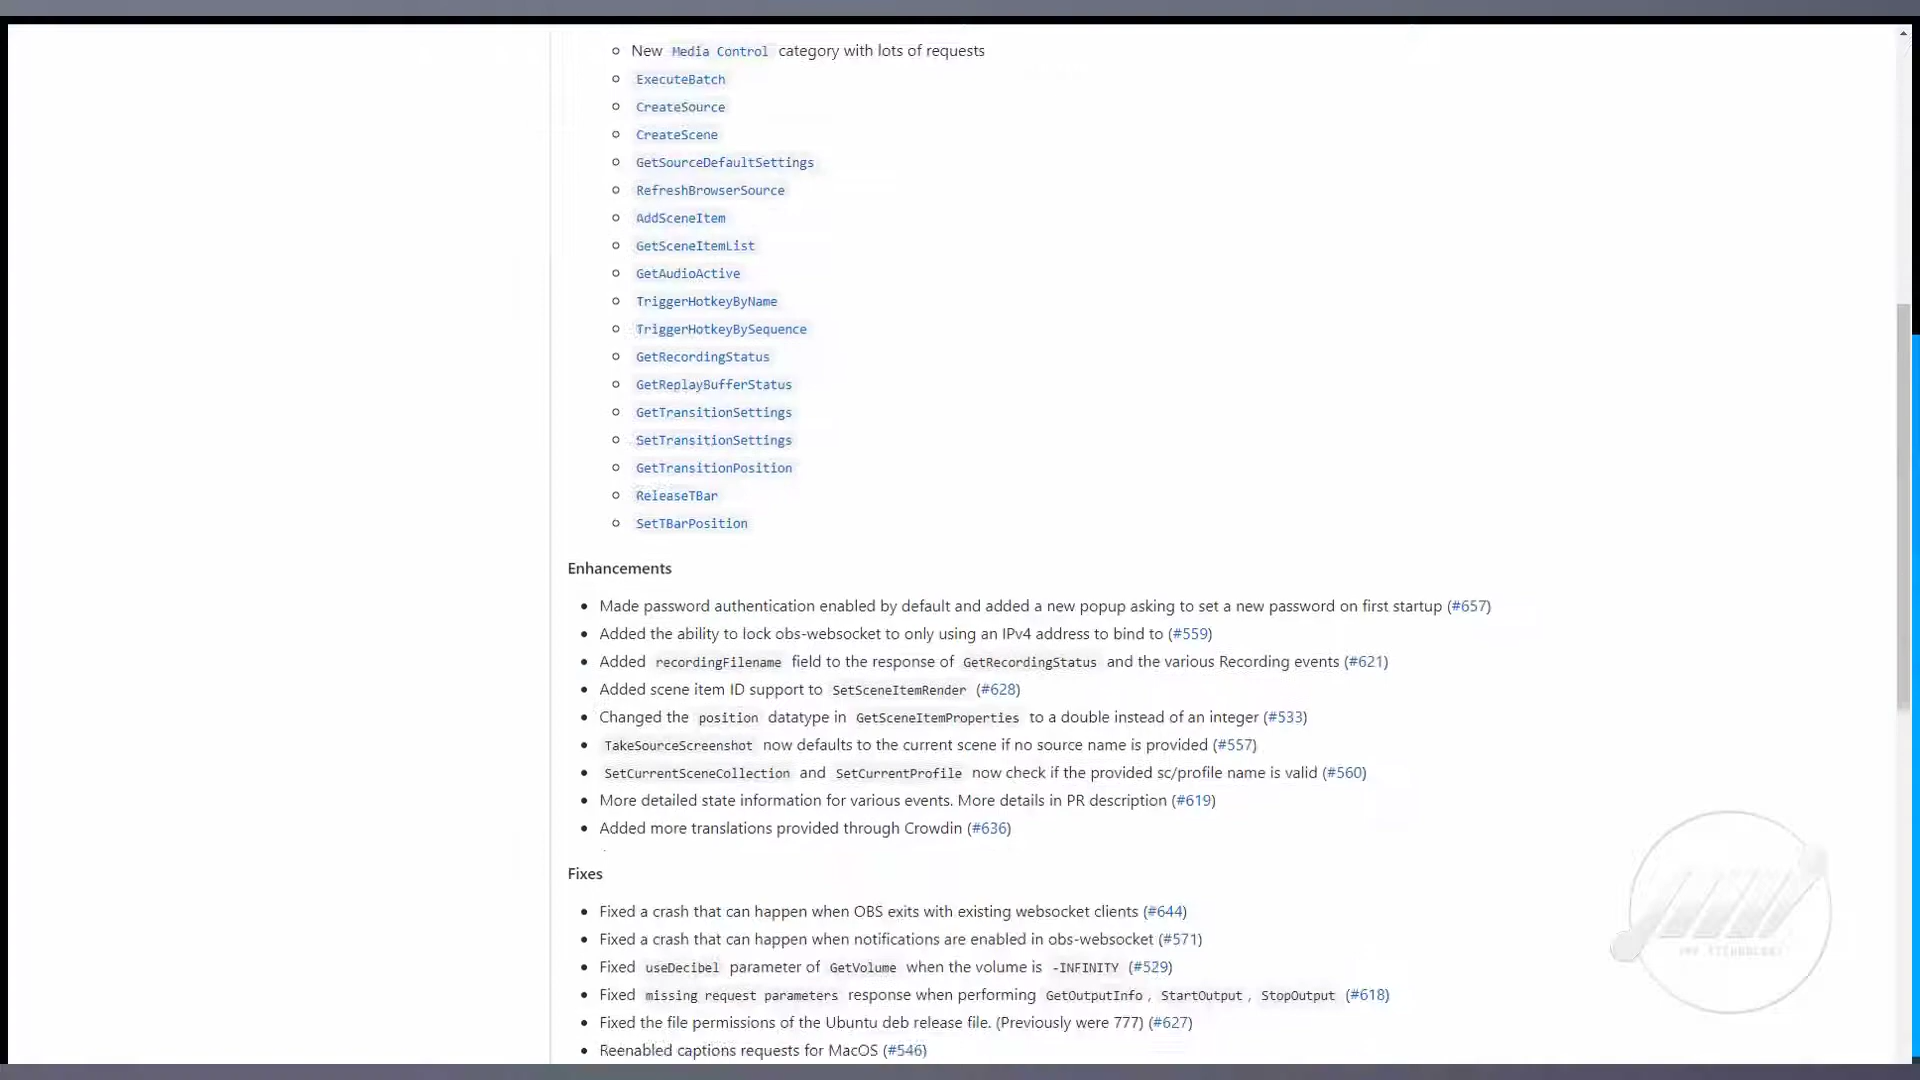 New Media Control category with lots of requests
ExecuteBatch
CreateSource
CreateScene
GetSourceDefaultSettings
RefreshBrowserSource
AddSceneItem
GetSceneItemList
GetAudioActive
TriggerHotkeyByName
TriggerHotkeyBySequence
GetRecordingStatus
GetReplayBufferStatus
GetTransitionSettings
SetTransitionSettings
GetTransitionPosition
ReleaseTBar
SetTBarPosition
Enhancements
Made password authentication enabled by default and added a new popup asking to set a new password on first startup (#657)
Added the ability to lock obs-websocket to only using an IPv4 address to bind to (#559)
Added recordingFilename field to the response of GetRecordingStatus and the various Recording events (#621)
Added scene item ID support to SetSceneItemRender (#628)
Changed the position datatype in GetSceneItemProperties to a double instead of an integer (#533)
TakeSourceScreenshot now defaults to the current scene if no source name is provided (#557)
SetCurrentSceneCollection and SetCurrentProfile now check if the provided sc/profile name is valid (#560)
More detailed state information for various events. More details in PR description (#619)
Added more translations provided through Crowdin (#636)
Fixes
Fixed a crash that can happen when OBS exits with existing websocket clients (#644)
Fixed a crash that can happen when notifications are enabled in obs-websocket (#571)
Fixed useDecibel parameter of GetVolume when the volume is -INFINITY (#529)
Fixed missing request parameters response when performing GetOutputInfo, StartOutput, StopOutput (#618)
Fixed the file permissions of the Ubuntu deb release file. (Previously were 777) (#627)
Reenabled captions requests for MacOS (#546)